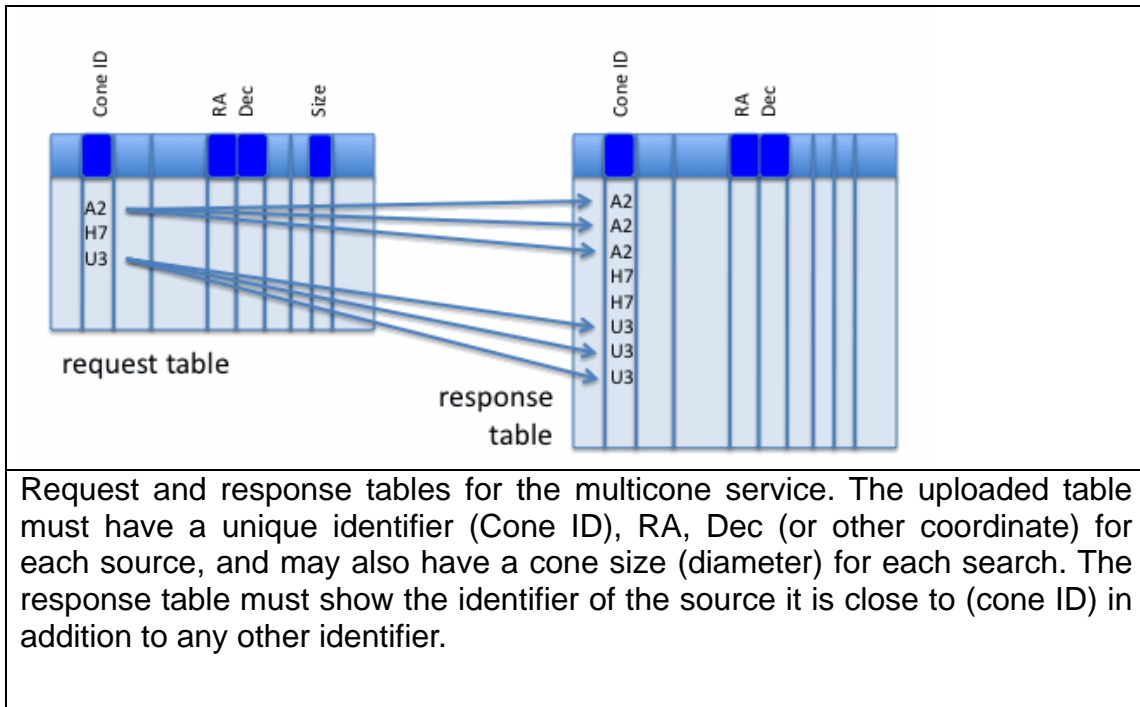 Cone ID
RA
Dec
Size
Cone ID
RA
Dec
A2
H7
U3
request table
A2
A2
A2
H7
H7
U3
U3
U3
response
table
Request and response tables for the multicone service. The uploaded table
must have a unique identifier (Cone ID), RA, Dec (or other coordinate) for
each source, and may also have a cone size (diameter) for each search. The
response table must show the identifier of the source it is close to (cone ID) in
addition to any other identifier.